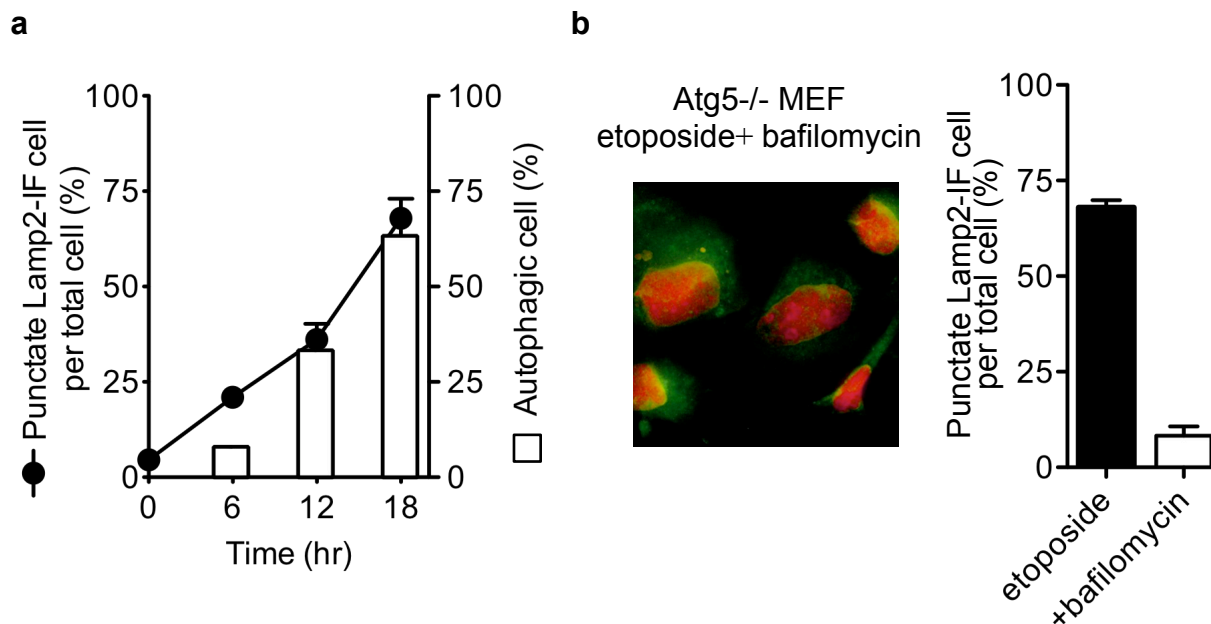 a
Punctate Lamp2-IF cell
per total cell (%)
100
75
50
25
0
100
75
50
25
0
Autophagic cell (%)
0 6 12 18
Time (hr)
b
Atg5-/- MEF
etoposide+ bafilomycin
Punctate Lamp2-IF cell
per total cell (%)
100
75
50
25
0
etoposide
+bafilomycin